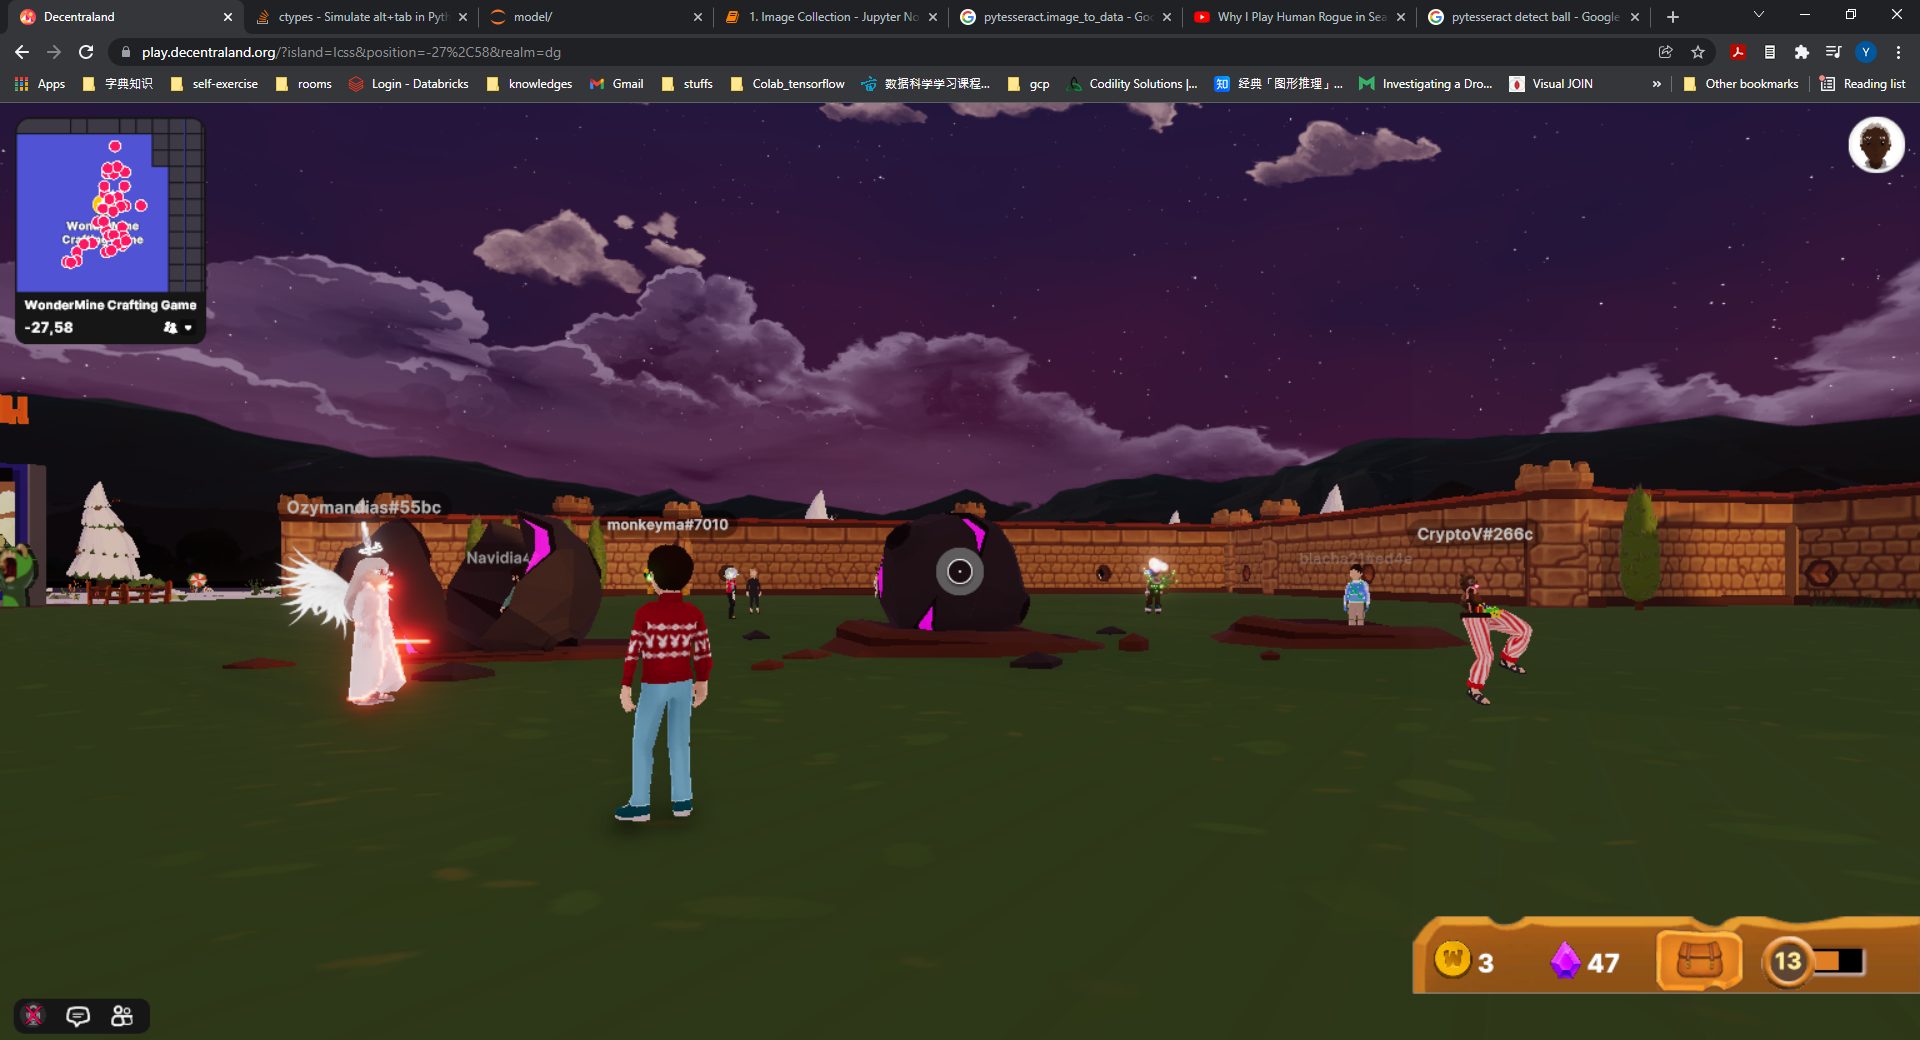 Decentraland
ctypes - Simulate alt+tab in Pyth
model/
1. Image Collection - Jupyter No
pytesseract.image_to_data - Goo
Why I Play Human Rogue in Sea
pytesseract detect ball - Google
play.decentraland.org/?island=Icss&position=-27%2C58&realm=dg
Y
Apps
字典知识
self-exercise
rooms
Login - Databricks
knowledges
Gmail
stuffs
Colab_tensorflow
数据科学学习课程...
gcp
Codility Solutions |...
知
经典「图形推理」...
Investigating a Dro...
Visual JOIN
»
Other bookmarks
Reading list
WonderMine Crafting Game
-27,58
Ozymandias#55bc
monkeyma#7010
CryptoV#266c
Navidia4
W 3
47
13